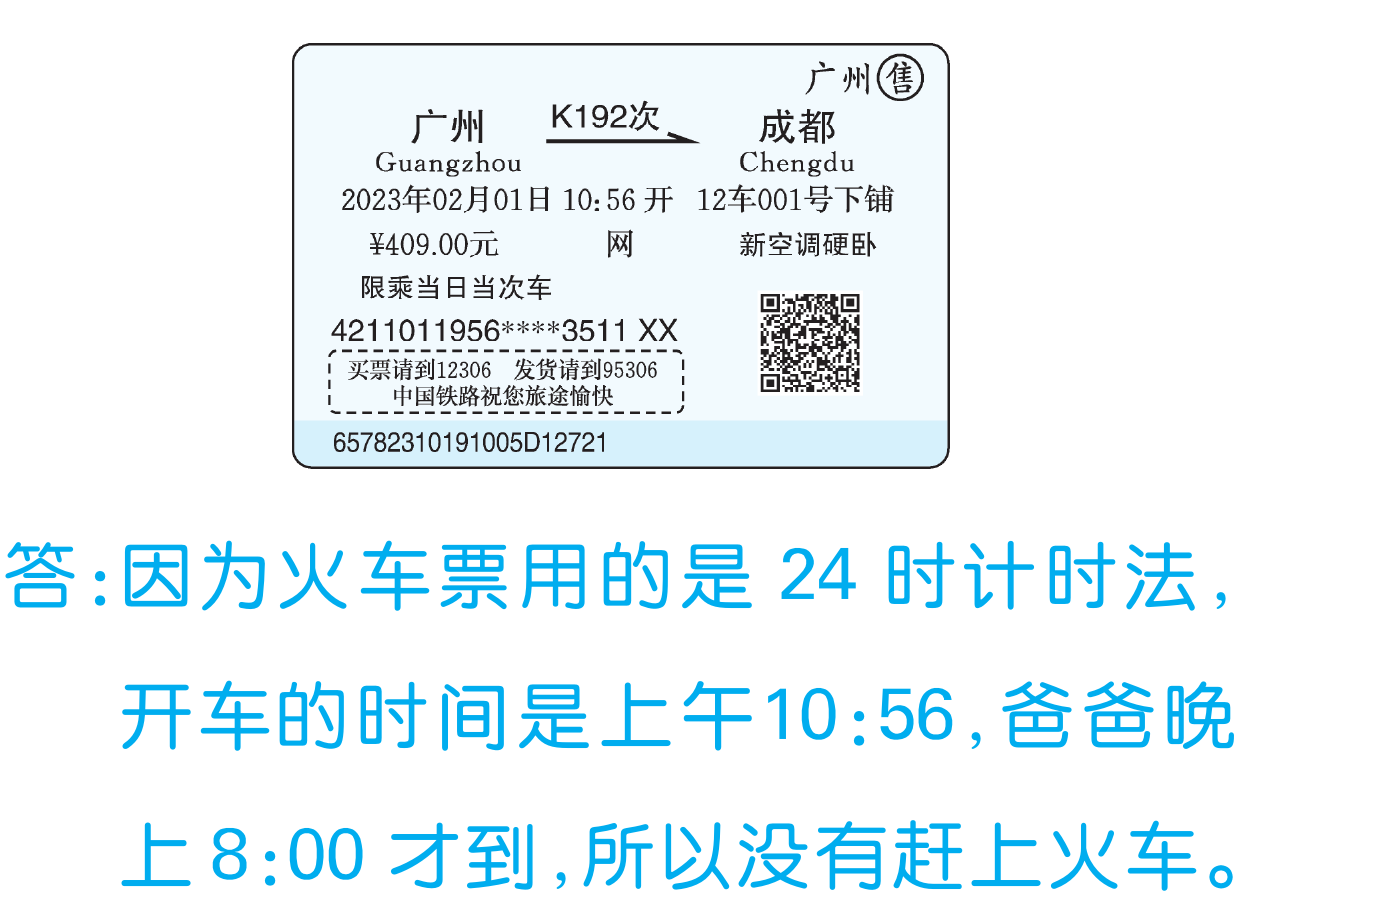 广州售
广州 K192次 成都
Guangzhou Chengdu
2023年02月01日 10:56 开 12车001号下铺
¥409.00元 网 新空调硬卧
限乘当日当次车
4211011956****3511 XX
买票请到12306 发货请到95306
中国铁路祝您旅途愉快
65782310191005D12721
答:因为火车票用的是 24 时计时法,
开车的时间是上午10:56,爸爸晚
上 8:00 才到,所以没有赶上火车。